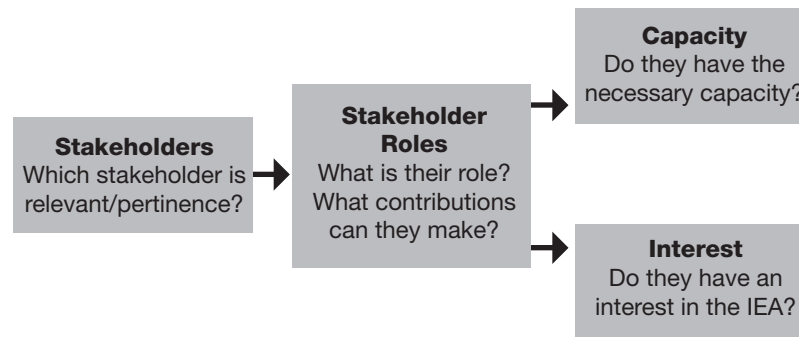 Stakeholders
Which stakeholder is
relevant/pertinence?
Stakeholder
Roles
What is their role?
What contributions
can they make?
Capacity
Do they have the
necessary capacity?
Interest
Do they have an
interest in the IEA?